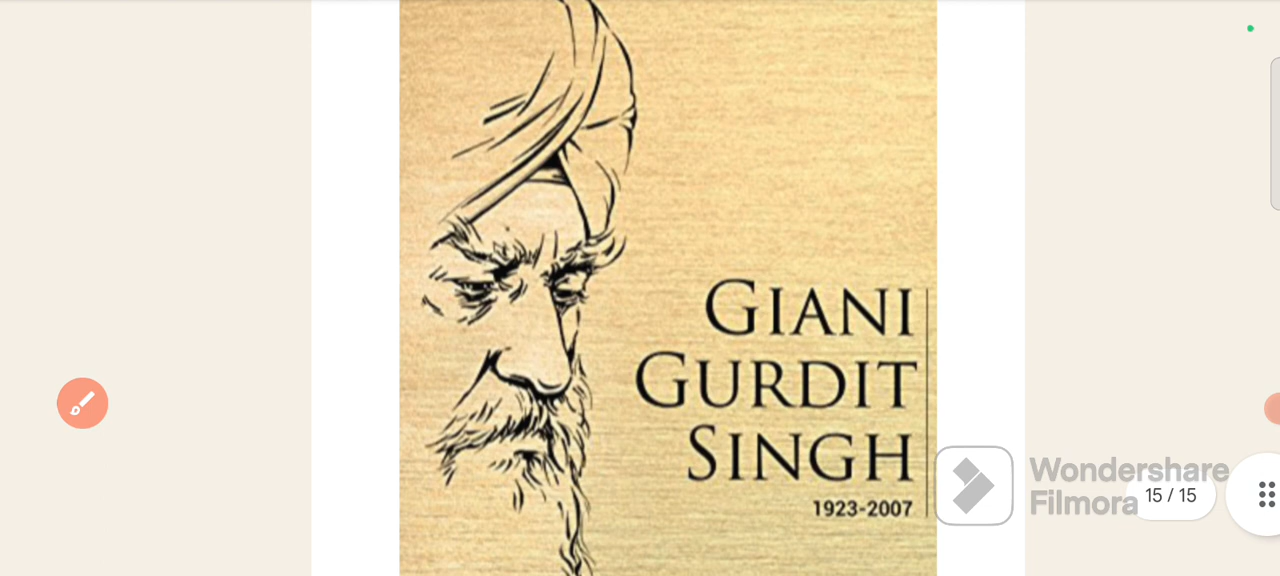 GIANI
GURDIT
SINGH
1923-2007
Wondershare
Filmora
15 / 15